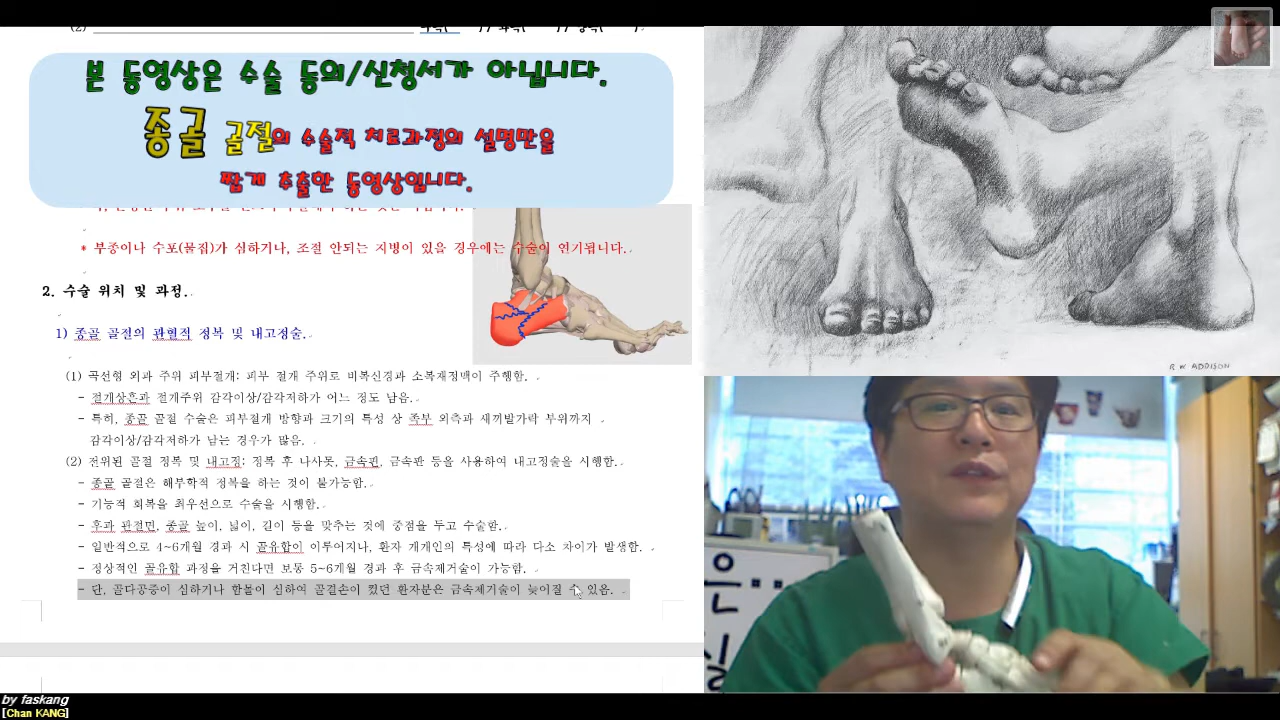 본 동영상은 수술 동의/신청서가 아닙니다.
종골 골절의 수술적 치료과정의 설명만을
짧게 추출한 동영상입니다.
* 부종이나 수포(물집)가 심하거나, 조절 안되는 지병이 있을 경우에는 수술이 연기됩니다.
2. 수술 위치 및 과정.
1) 종골 골절의 관혈적 정복 및 내고정술.
(1) 곡선형 외과 주위 피부절개: 피부 절개 주위로 비복신경과 소복재정맥이 주행함.
- 절개상흔과 절개주위 감각이상/감각저하가 어느 정도 남음.
- 특히, 종골 골절 수술은 피부절개 방향과 크기의 특성 상 족부 외측과 새끼발가락 부위까지
감각이상/감각저하가 남는 경우가 많음.
(2) 전위된 골절 정복 및 내고정: 정복 후 나사못, 금속핀, 금속판 등을 사용하여 내고정술을 시행함.
- 종골 골절은 해부학적 정복을 하는 것이 불가능함.
- 기능적 회복을 최우선으로 수술을 시행함.
- 후과 관절면, 종골 높이, 넓이, 길이 등을 맞추는 것에 중점을 두고 수술함.
- 일반적으로 4~6개월 경과 시 골유합이 이루어지나, 환자 개개인의 특성에 따라 다소 차이가 발생함.
- 정상적인 골유합 과정을 거친다면 보통 5~6개월 경과 후 금속제거술이 가능함.
- 단, 골다공증이 심하거나 함몰이 심하여 골결손이 컸던 환자분은 금속제거술이 늦어질 수 있음.
R W ADDISON
by faskang
[Chan KANG]